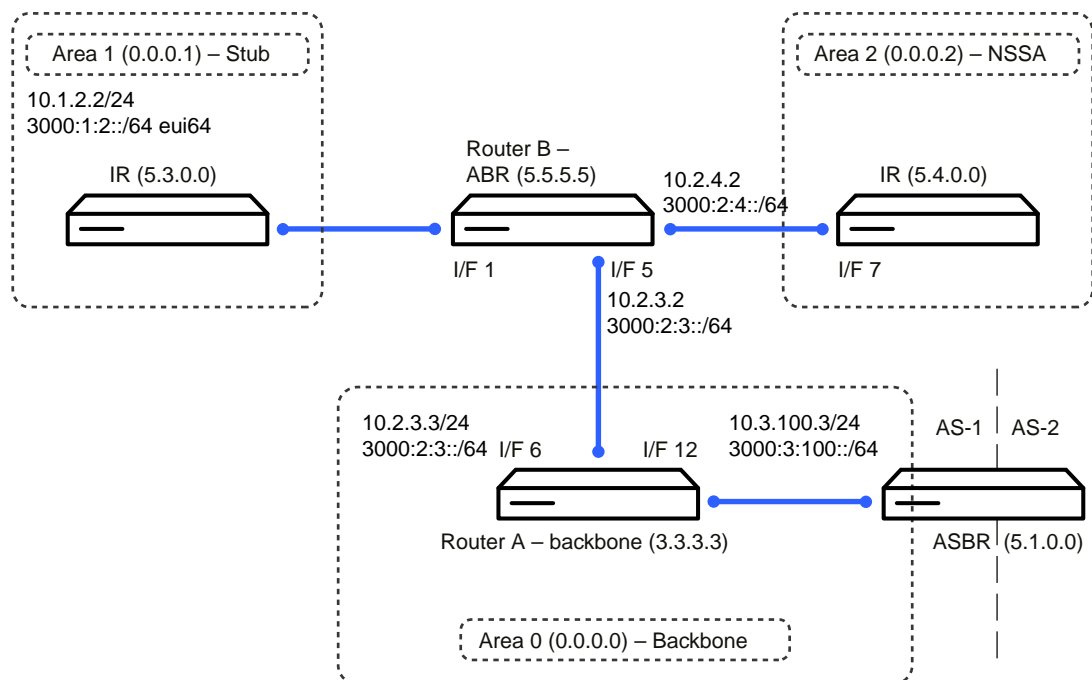 Area 1 (0.0.0.1) – Stub
10.1.2.2/24
3000:1:2::/64 eui64
IR (5.3.0.0)
Router B –
ABR (5.5.5.5)
I/F 1
I/F 5
10.2.3.2
3000:2:3::/64
10.2.4.2
3000:2:4::/64
Area 2 (0.0.0.2) – NSSA
IR (5.4.0.0)
I/F 7
10.2.3.3/24
3000:2:3::/64
I/F 6
I/F 12
10.3.100.3/24
3000:3:100::/64
AS-1
AS-2
Router A – backbone (3.3.3.3)
ASBR (5.1.0.0)
Area 0 (0.0.0.0) – Backbone